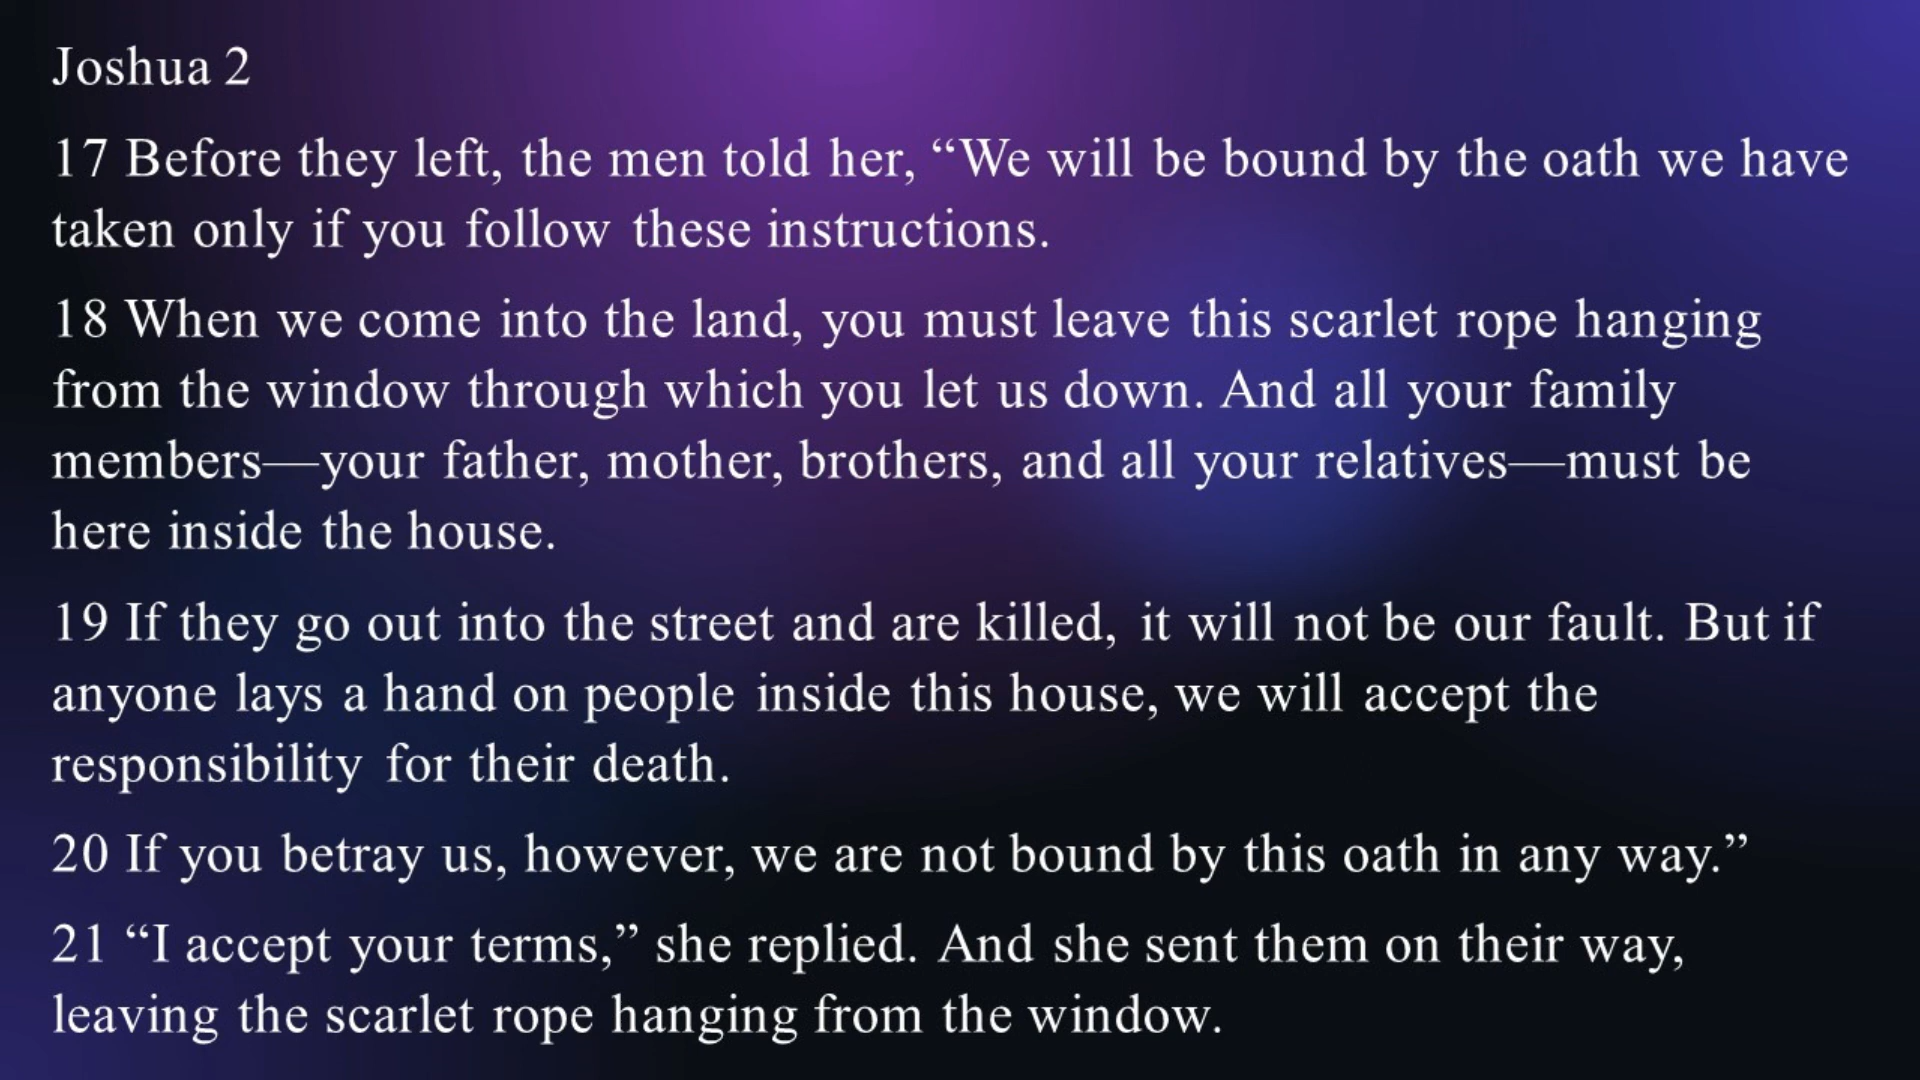 Joshua 2
17 Before they left, the men told her, “We will be bound by the oath we have
taken only if you follow these instructions.
18 When we come into the land, you must leave this scarlet rope hanging
from the window through which you let us down. And all your family
members—your father, mother, brothers, and all your relatives—must be
here inside the house.
19 If they go out into the street and are killed, it will not be our fault. But if
anyone lays a hand on people inside this house, we will accept the
responsibility for their death.
20 If you betray us, however, we are not bound by this oath in any way.”
21 “I accept your terms,” she replied. And she sent them on their way,
leaving the scarlet rope hanging from the window.